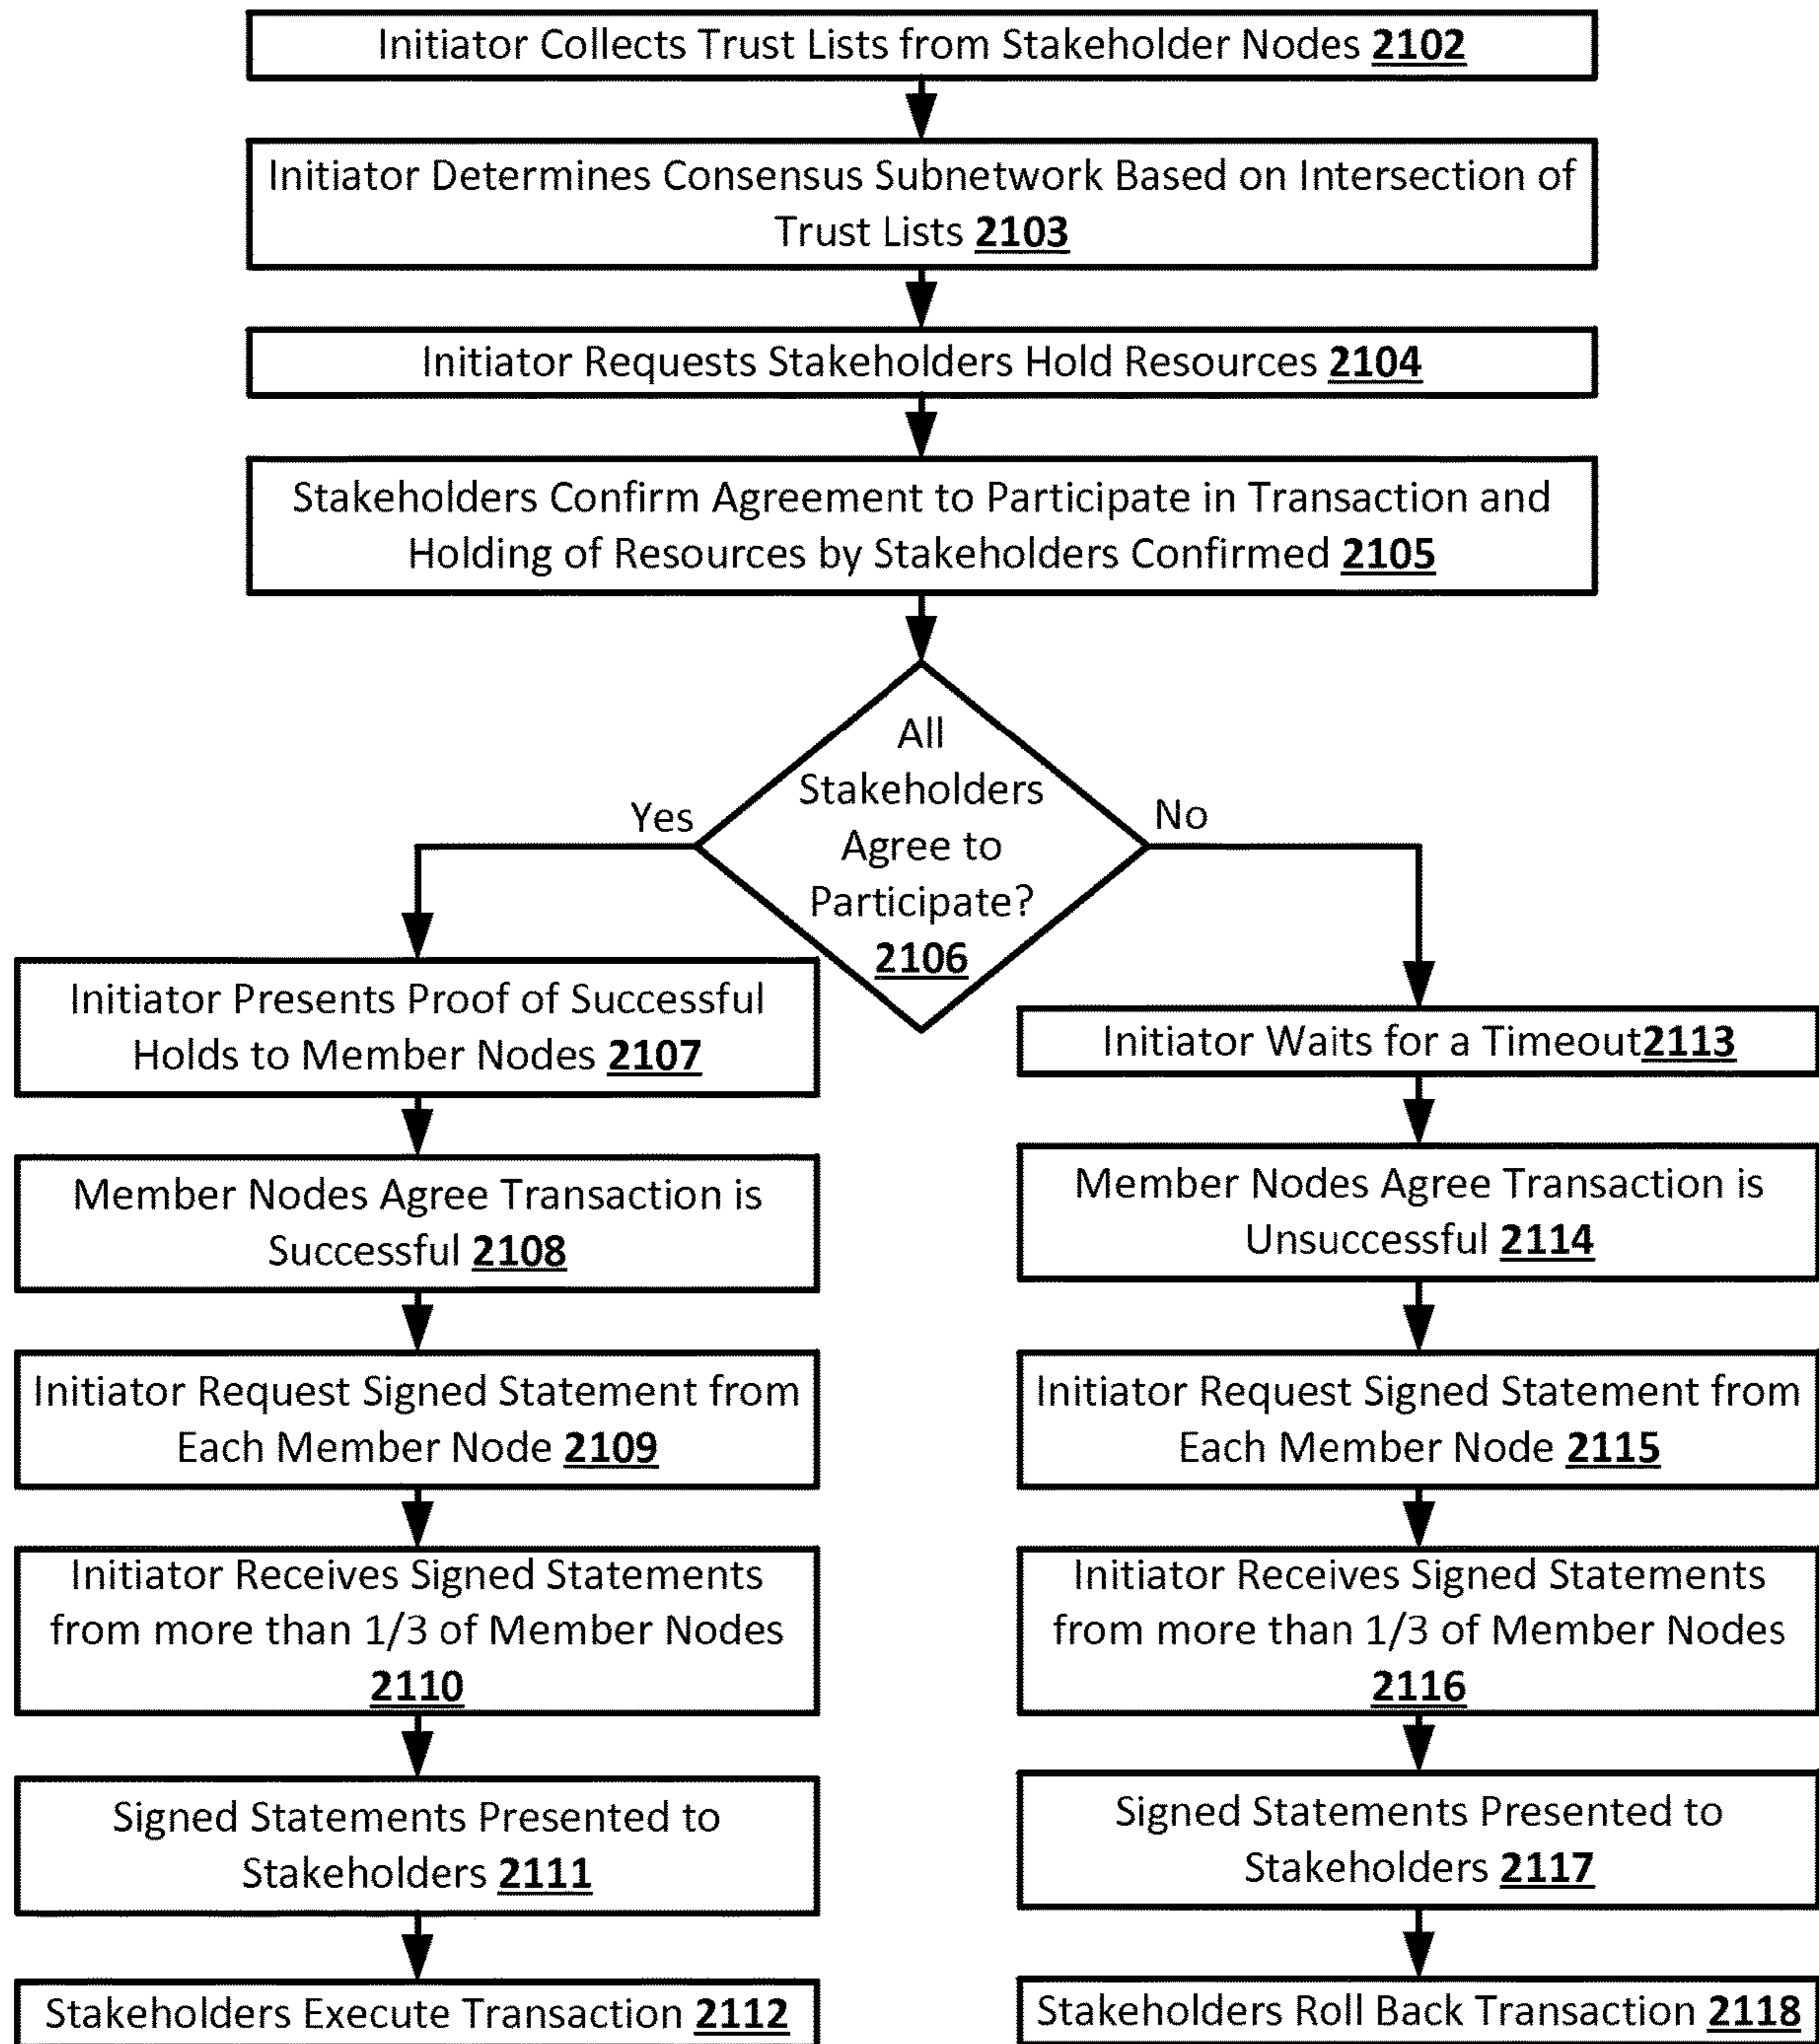 Initiator Collects Trust Lists from Stakeholder Nodes 2102
Initiator Determines Consensus Subnetwork Based on Intersection of
Trust Lists 2103
Initiator Requests Stakeholders Hold Resources 2104
Stakeholders Confirm Agreement to Participate in Transaction and
Holding of Resources by Stakeholders Confirmed 2105
All
Stakeholders
Agree to
Participate?
2106
Yes
No
Initiator Presents Proof of Successful
Holds to Member Nodes 2107
Member Nodes Agree Transaction is
Successful 2108
Initiator Request Signed Statement from
Each Member Node 2109
Initiator Receives Signed Statements
from more than 1/3 of Member Nodes
2110
Signed Statements Presented to
Stakeholders 2111
Stakeholders Execute Transaction 2112
Initiator Waits for a Timeout2113
Member Nodes Agree Transaction is
Unsuccessful 2114
Initiator Request Signed Statement from
Each Member Node 2115
Initiator Receives Signed Statements
from more than 1/3 of Member Nodes
2116
Signed Statements Presented to
Stakeholders 2117
Stakeholders Roll Back Transaction 2118